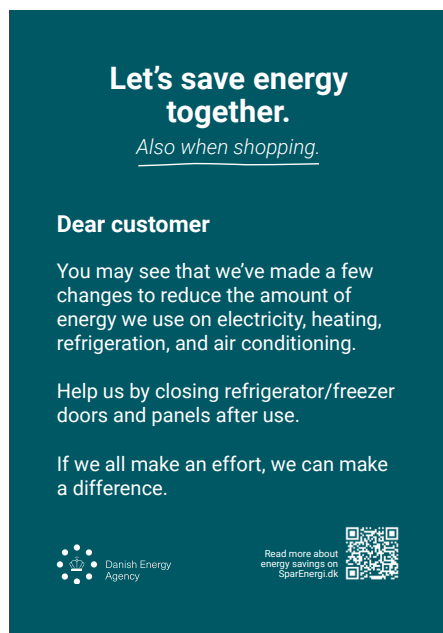 Let's save energy
together.
Also when shopping.
Dear customer
You may see that we've made a few
changes to reduce the amount of
energy we use on electricity, heating,
refrigeration, and air conditioning.
Help us by closing refrigerator/freezer
doors and panels after use.
If we all make an effort, we can make
a difference.
Danish Energy
Agency
Read more about
energy savings on
SparEnergi.dk